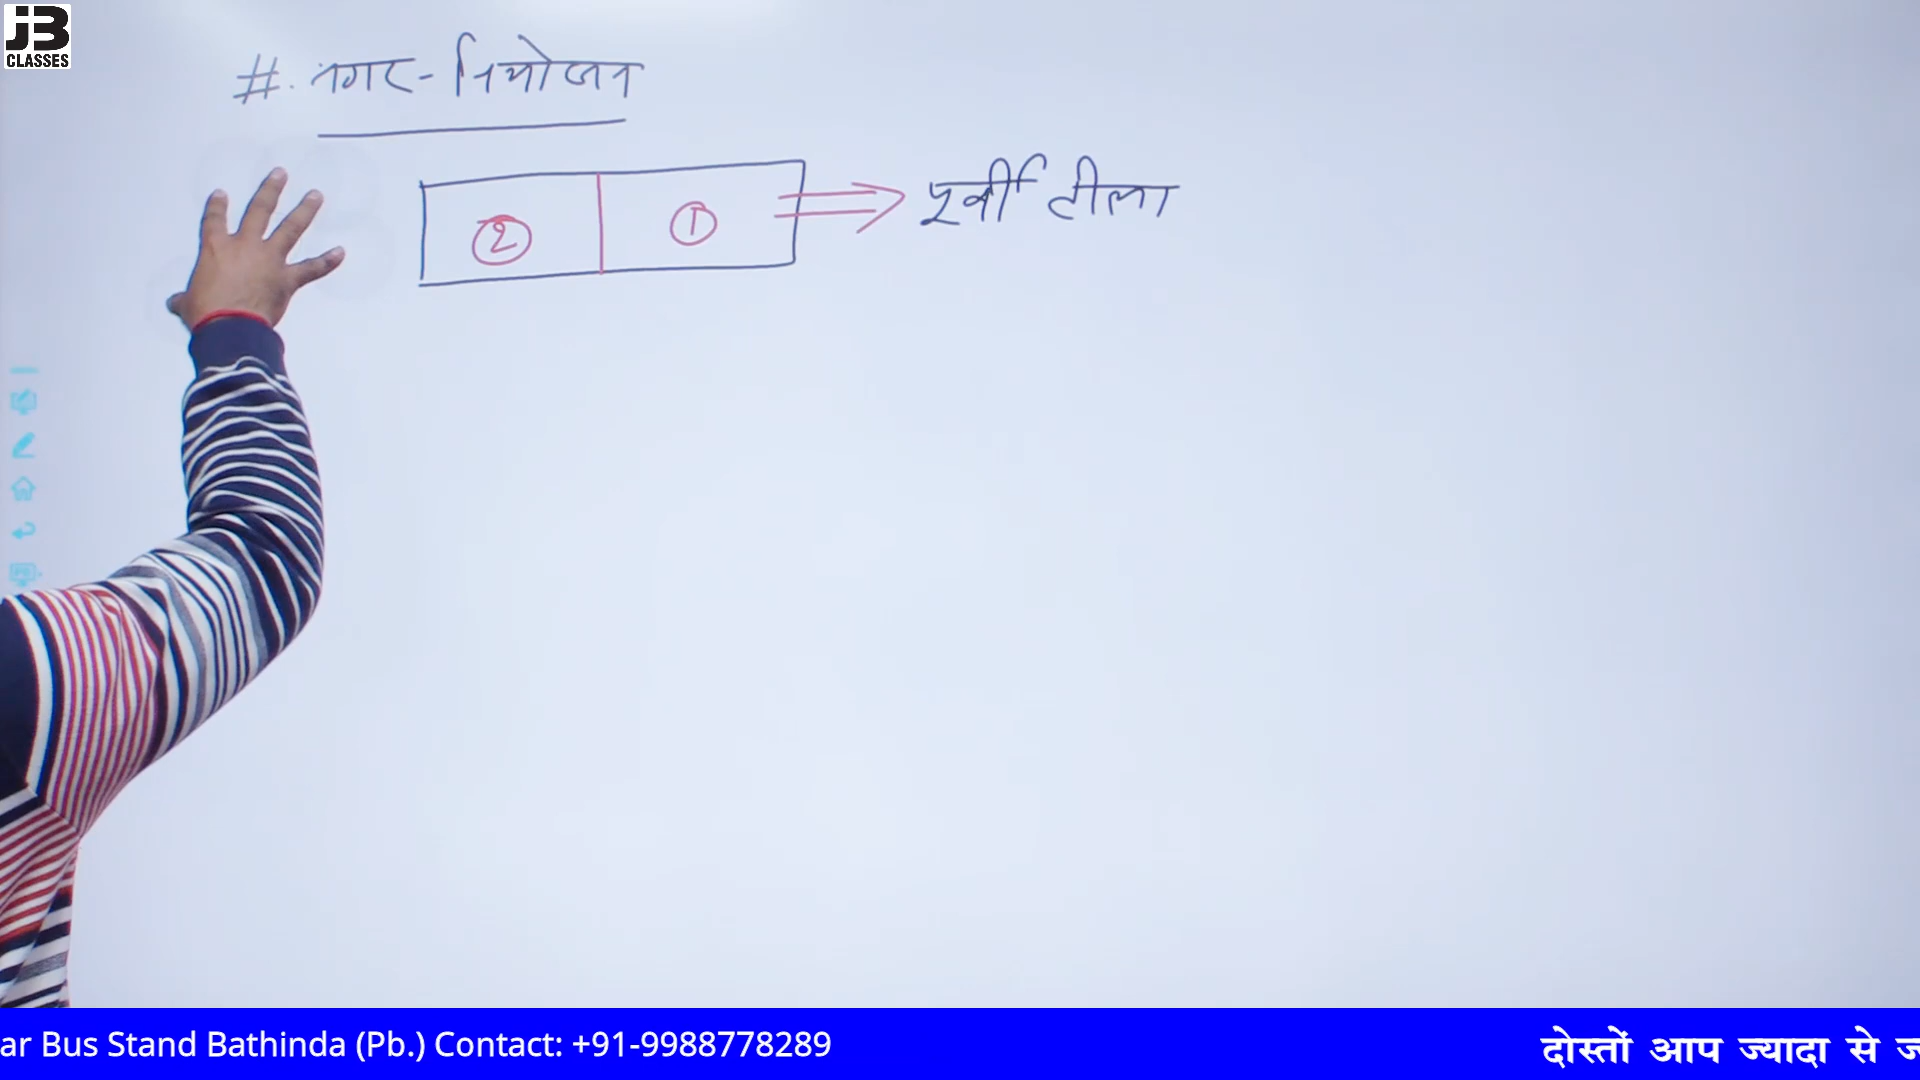 JB
CLASSES
#. नगर-नियोजन
② ① ⇒ पूर्वी टीला
ar Bus Stand Bathinda (Pb.) Contact: +91-9988778289
दोस्तों आप ज्यादा से ज